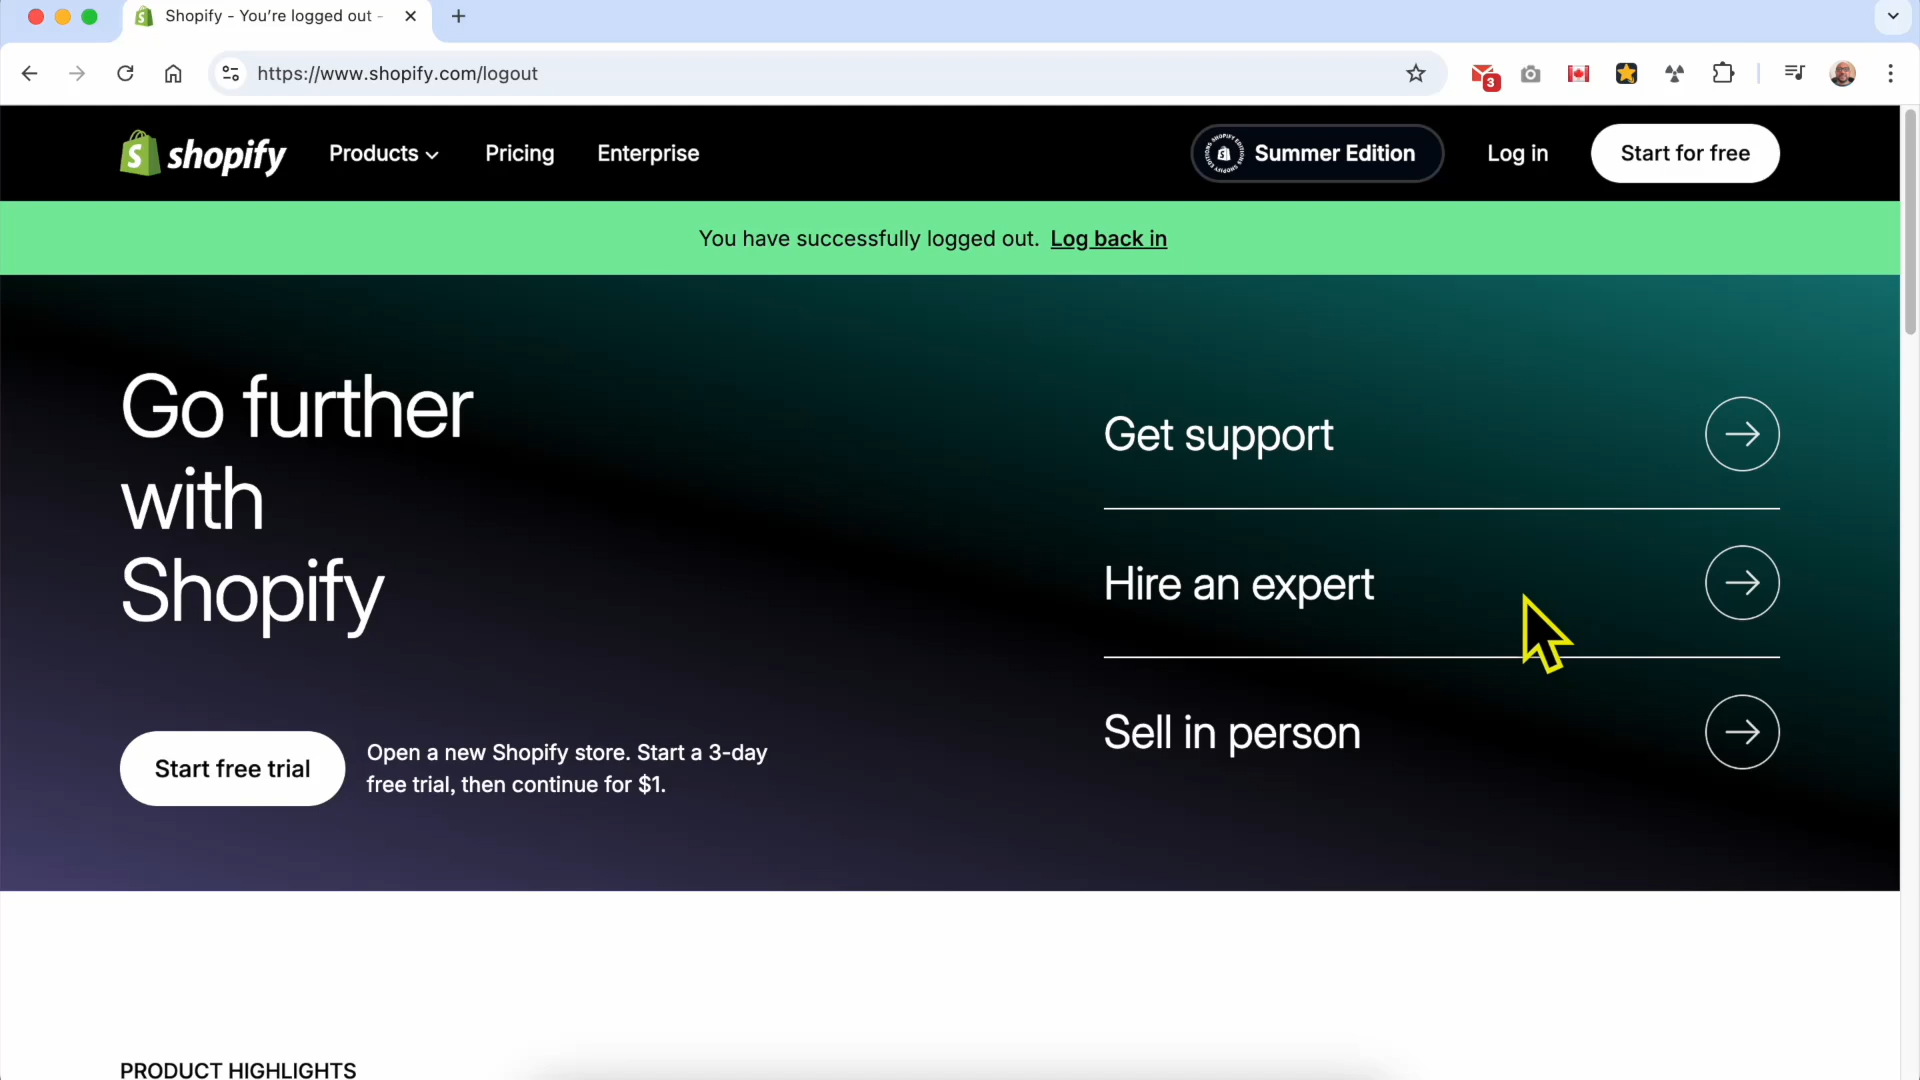 Shopify - You're logged out -
https://www.shopify.com/logout
3
shopify
Products
Pricing
Enterprise
Summer Edition
Log in
Start for free
You have successfully logged out. Log back in
Go further
with
Shopify
Get support
Hire an expert
Sell in person
Start free trial
Open a new Shopify store. Start a 3-day
free trial, then continue for $1.
PRODUCT HIGHLIGHTS